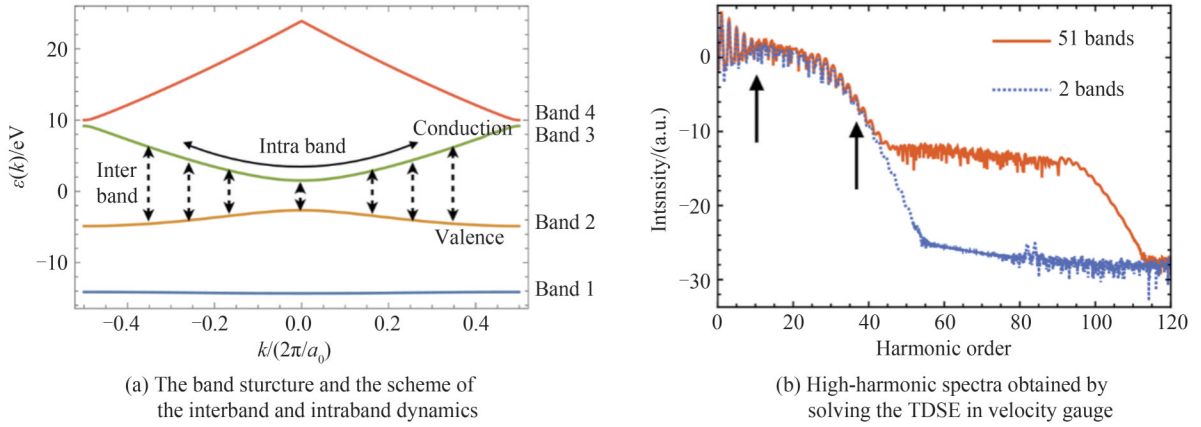 20
10
0
−10
ε(k)/eV
Band 4
Band 3
Band 2
Band 1
Conduction
Intra band
Inter
band
Valence
−0.4 −0.2 0.0 0.2 0.4
k/(2π/a₀)
(a) The band sturcture and the scheme of
the interband and intraband dynamics
0
−10
−20
−30
Intsnsity/(a.u.)
51 bands
2 bands
0 20 40 60 80 100 120
Harmonic order
(b) High-harmonic spectra obtained by
solving the TDSE in velocity gauge